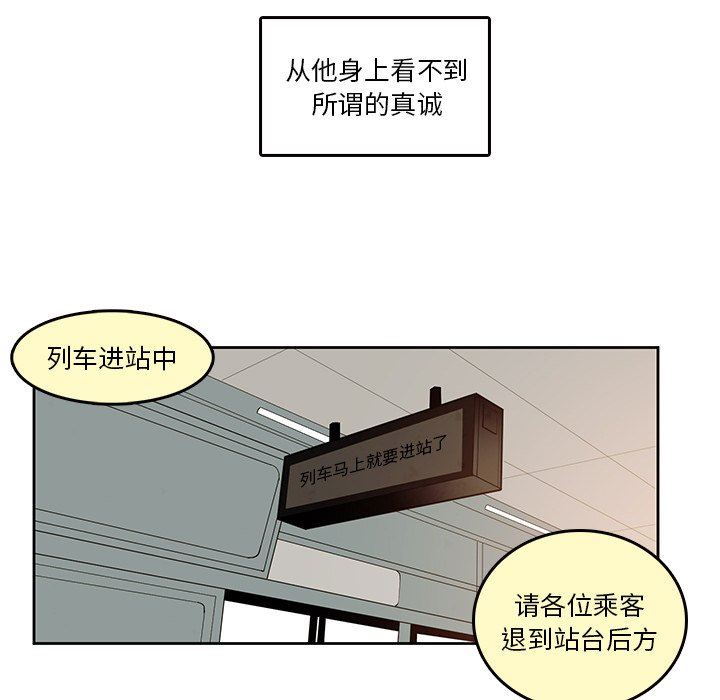 从他身上看不到
所谓的真诚
列车进站中
列车马上就要进站了
请各位乘客
退到站台后方